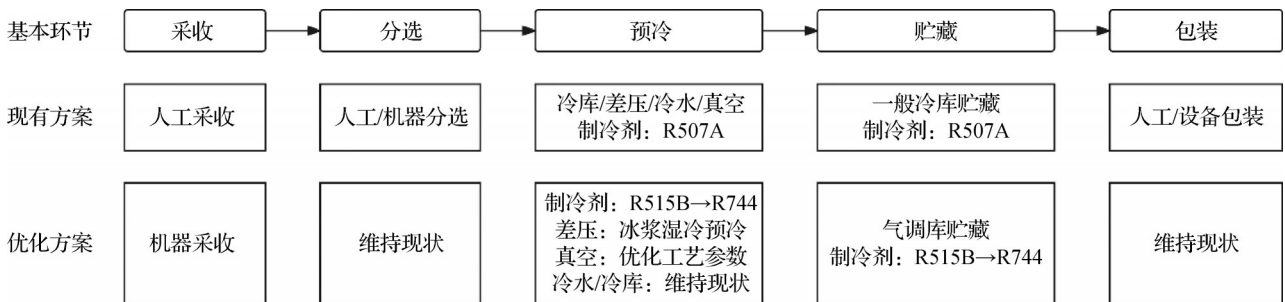 基本环节
采收
分选
预冷
贮藏
包装
现有方案
人工采收
人工/机器分选
冷库/差压/冷水/真空
制冷剂：R507A
一般冷库贮藏
制冷剂：R507A
人工/设备包装
优化方案
机器采收
维持现状
制冷剂：R515B→R744
差压：冰浆湿冷预冷
真空：优化工艺参数
冷水/冷库：维持现状
气调库贮藏
制冷剂：R515B→R744
维持现状